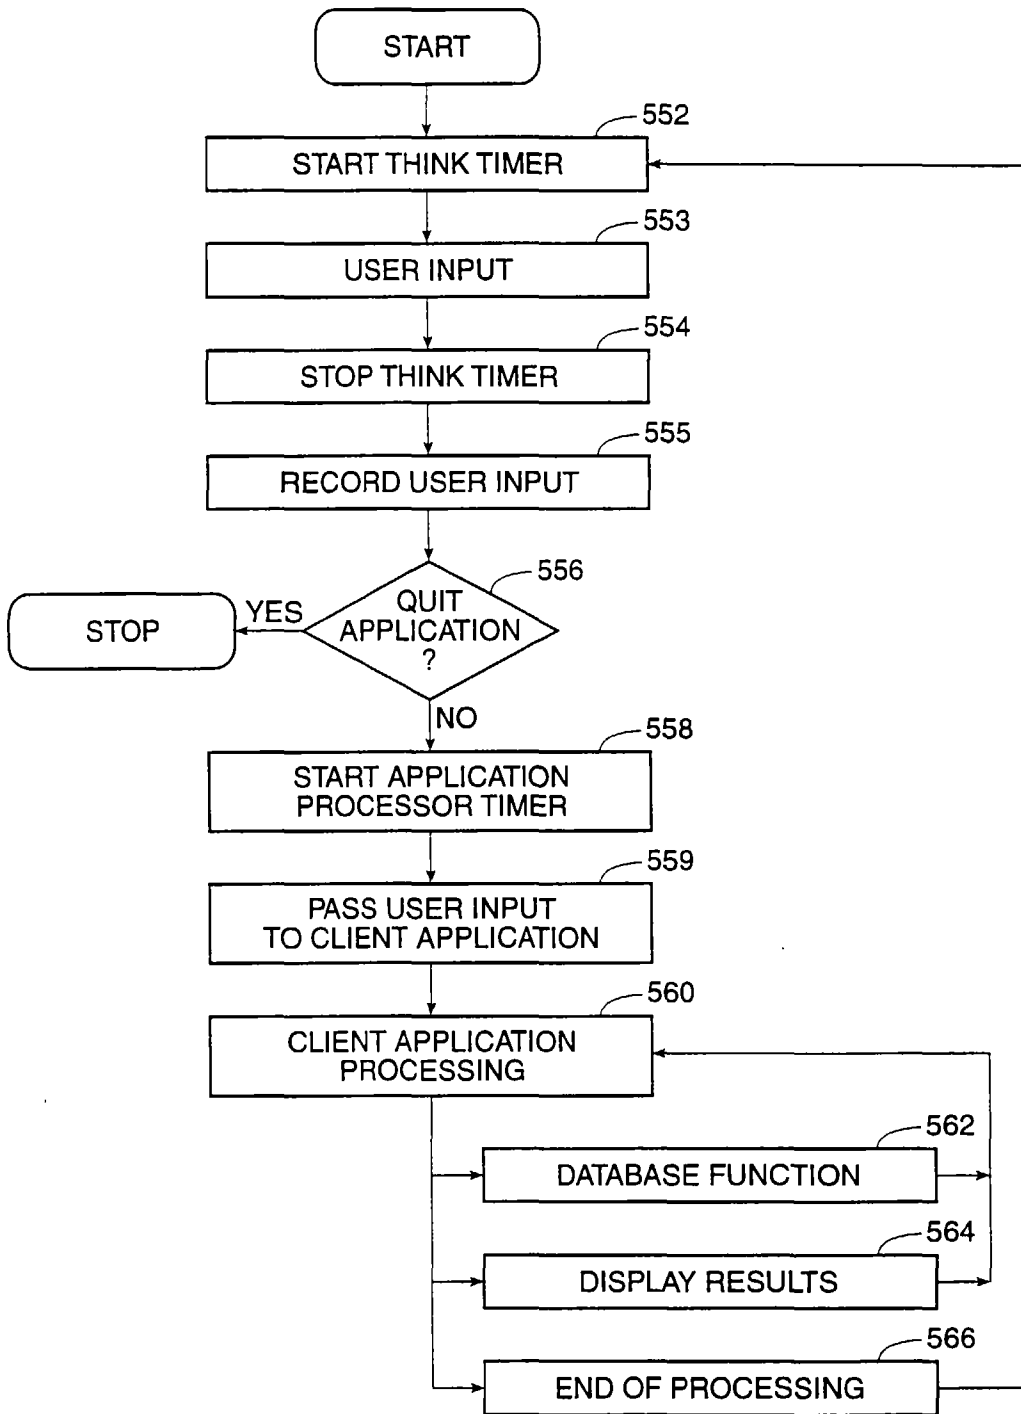 START
552
START THINK TIMER
553
USER INPUT
554
STOP THINK TIMER
555
RECORD USER INPUT
556
QUIT
APPLICATION
?
YES
STOP
NO
558
START APPLICATION
PROCESSOR TIMER
559
PASS USER INPUT
TO CLIENT APPLICATION
560
CLIENT APPLICATION
PROCESSING
562
DATABASE FUNCTION
564
DISPLAY RESULTS
566
END OF PROCESSING